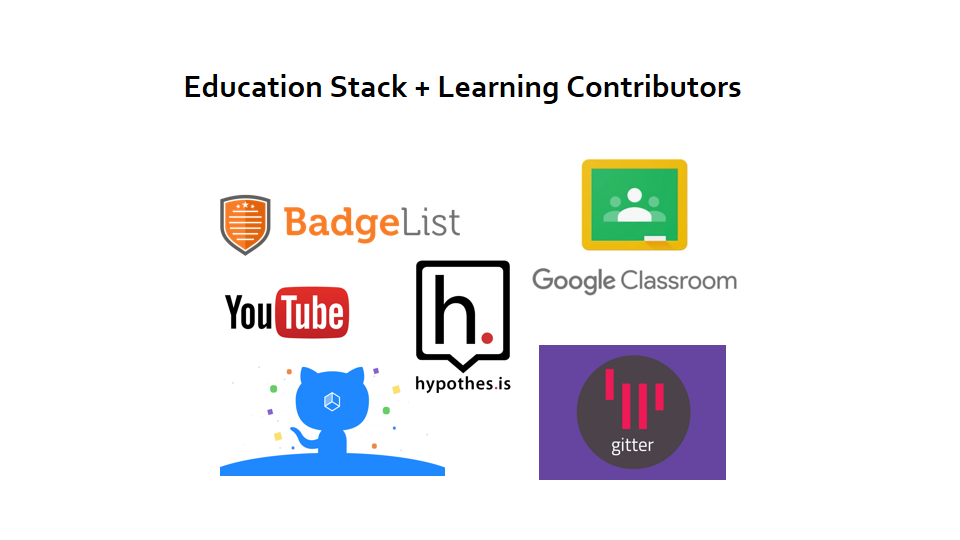 Education Stack + Learning Contributors
BadgeList
Google Classroom
YouTube
h.
hypothes.is
gitter